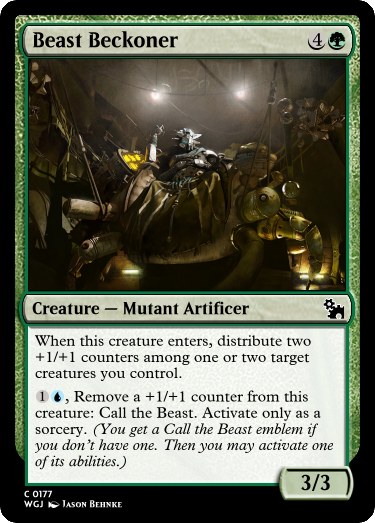 Beast Beckoner 4
Creature — Mutant Artificer
When this creature enters, distribute two
+1/+1 counters among one or two target
creatures you control.
1, Remove a +1/+1 counter from this
creature: Call the Beast. Activate only as a
sorcery. (You get a Call the Beast emblem if
you don't have one. Then you may activate one
of its abilities.)
3/3
C 0177
WGJ Jason Behnke